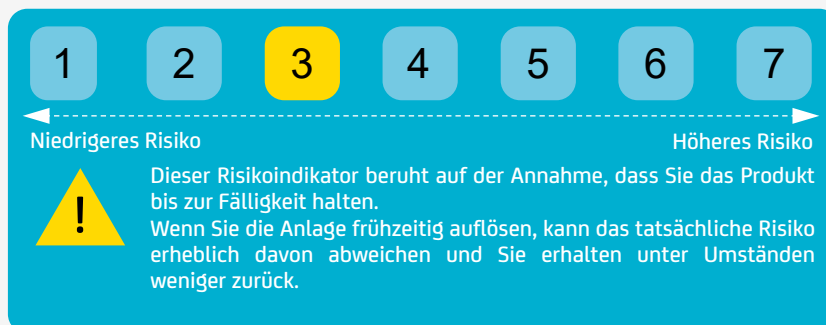 1 2 3 4 5 6 7
Niedrigeres Risiko Höheres Risiko
Dieser Risikoindikator beruht auf der Annahme, dass Sie das Produkt
bis zur Fälligkeit halten.
Wenn Sie die Anlage frühzeitig auflösen, kann das tatsächliche Risiko
erheblich davon abweichen und Sie erhalten unter Umständen
weniger zurück.
!